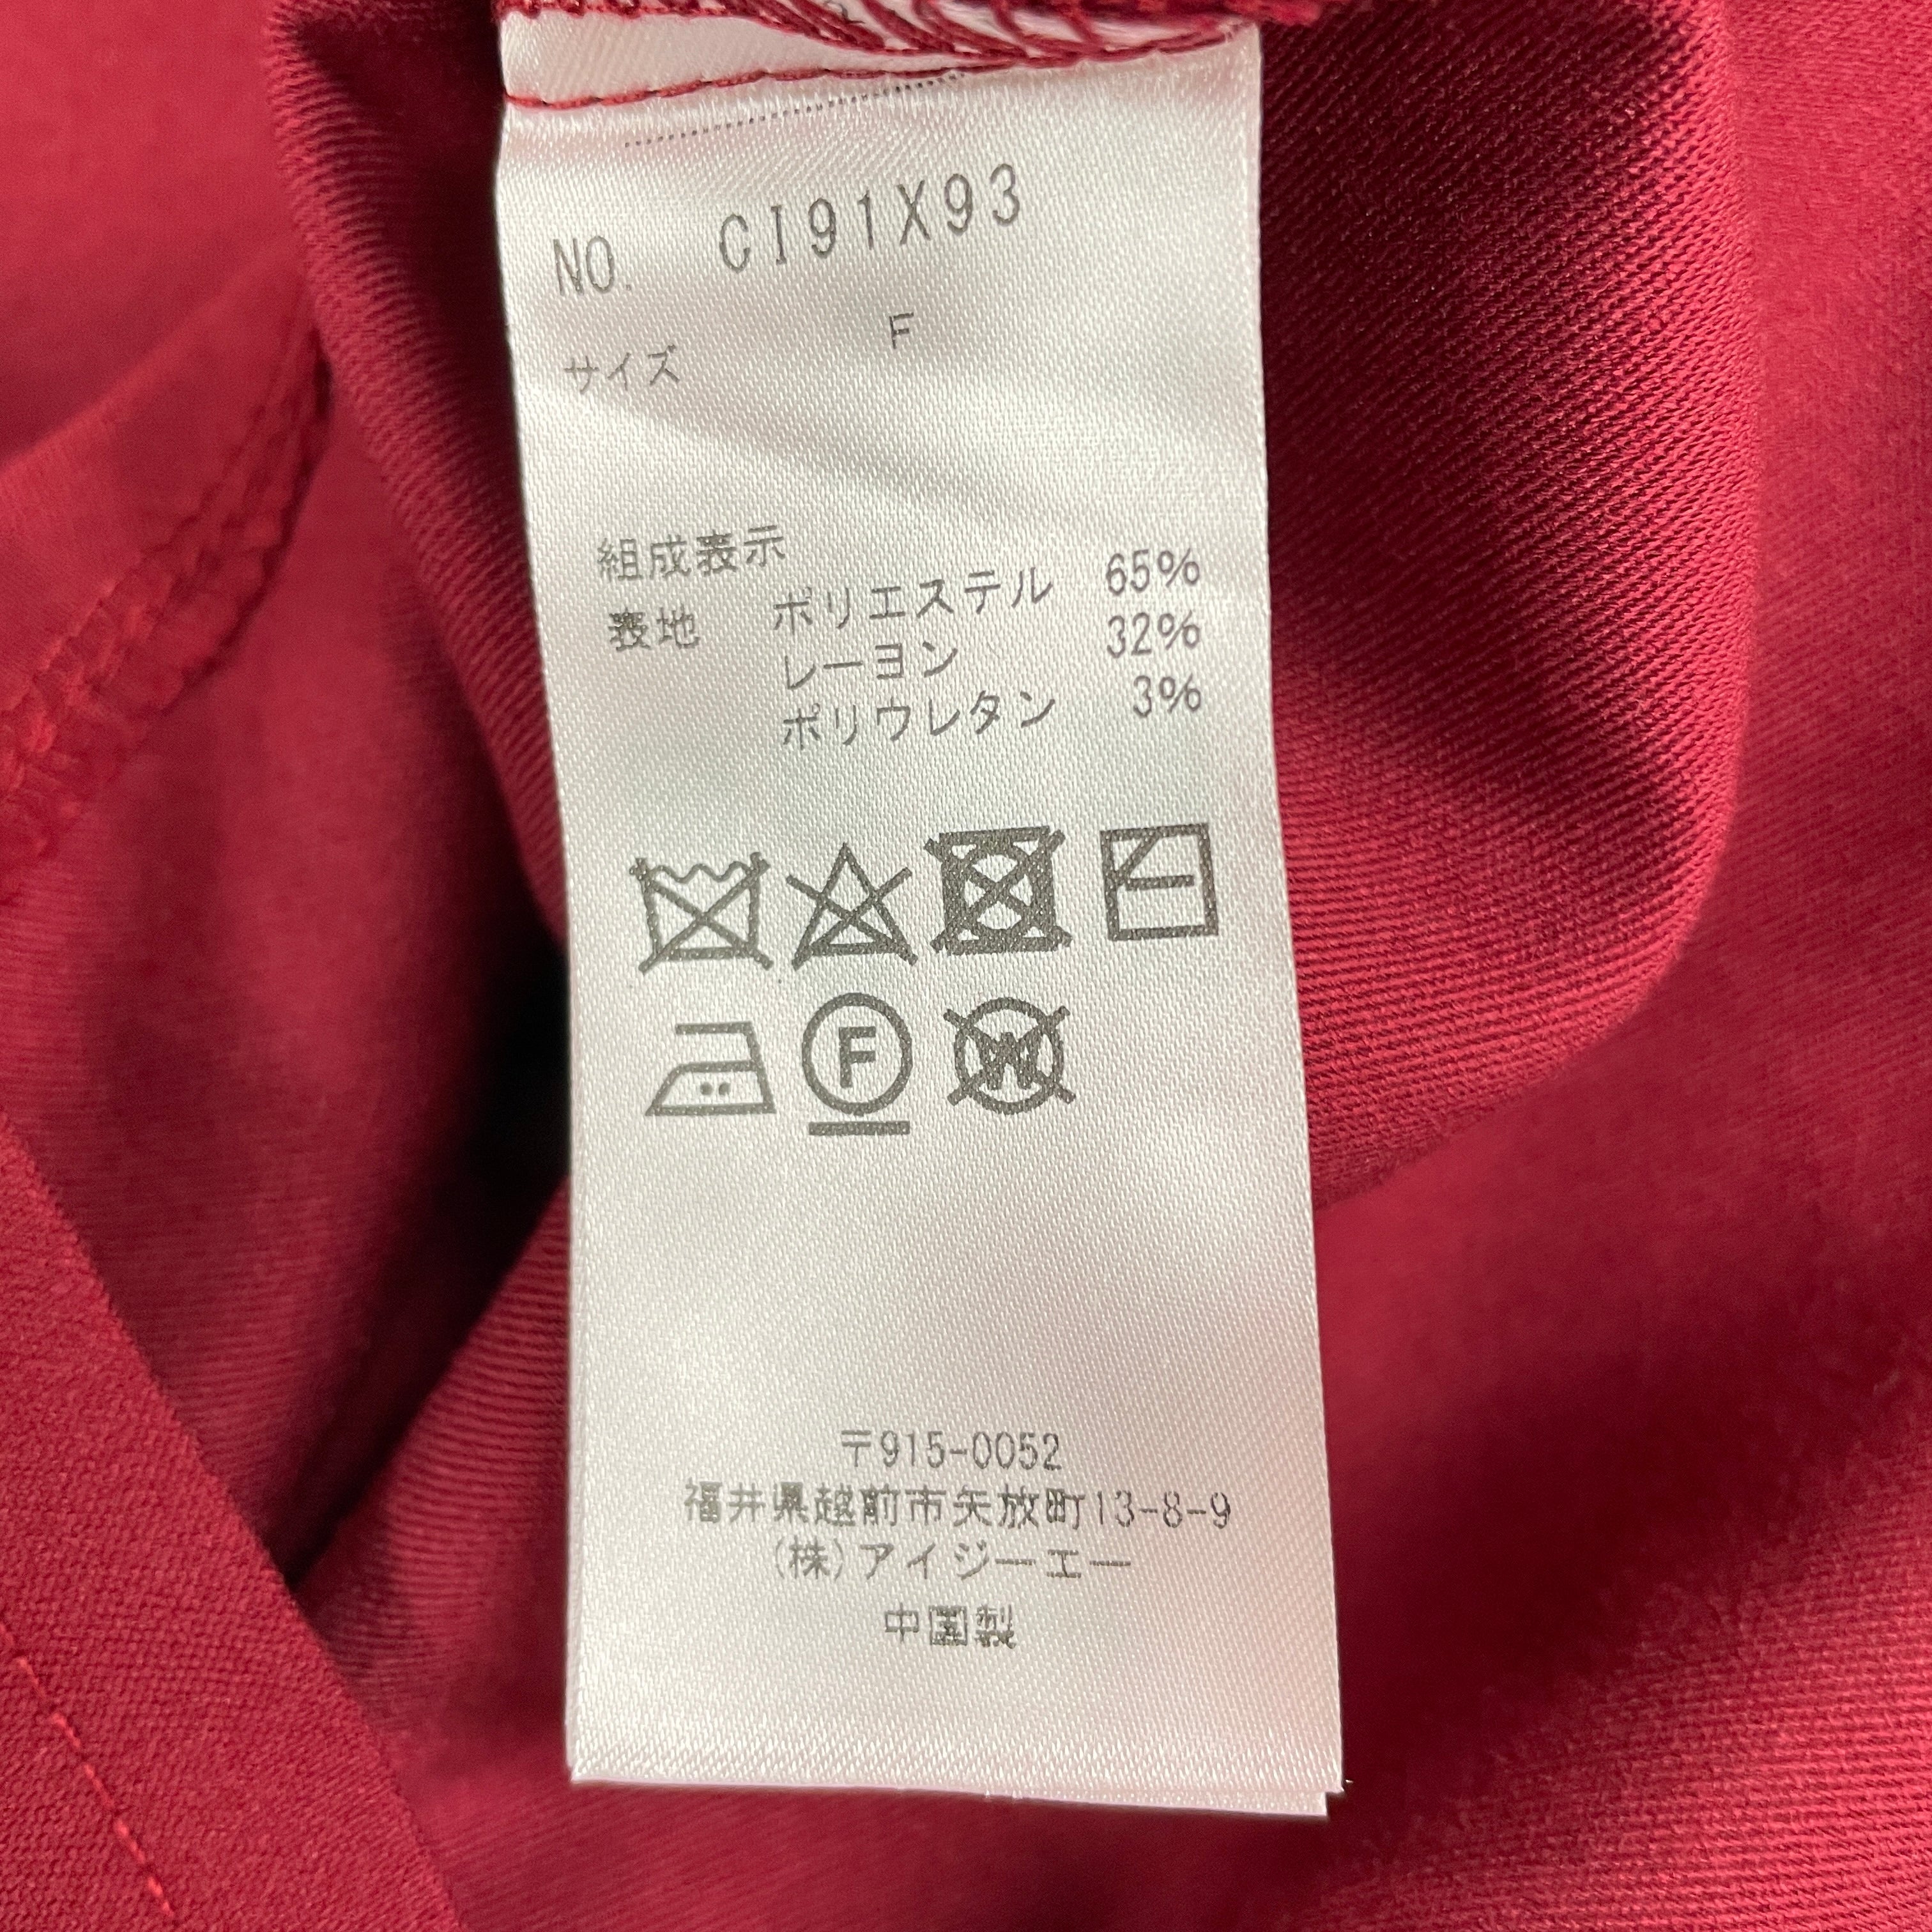 NO. CI91X93
サイズ F
組成表示
表地 ポリエステル 65%
レーヨン 32%
ポリウレタン 3%
F
W
〒915-0052
福井県越前市矢放町13-8-9
(株)アイジーエー
中国製